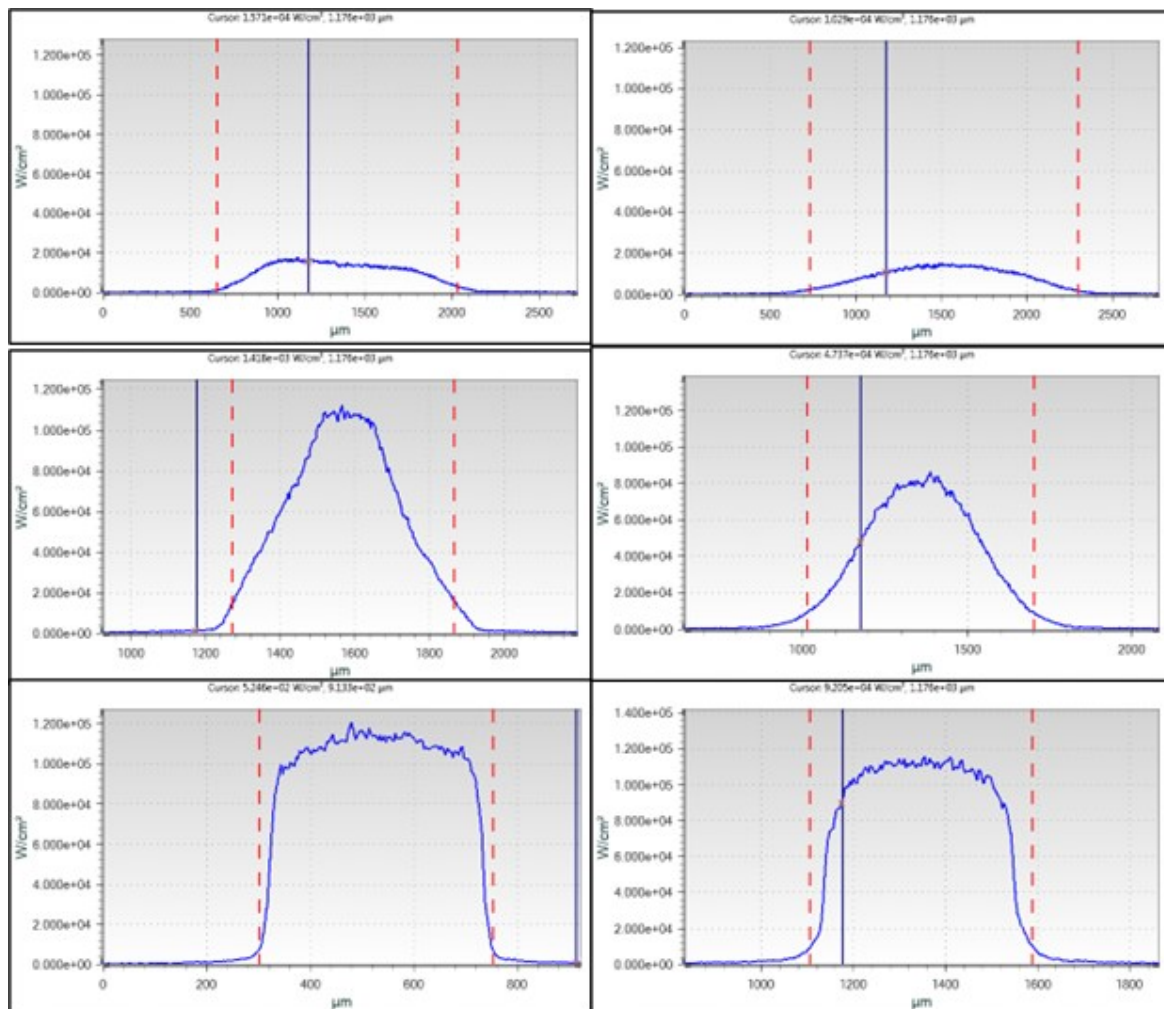 Cursor: 1.571e+04 W/cm², 1.176e+03 µm
1.200e+05
1.000e+05
8.000e+04
6.000e+04
4.000e+04
2.000e+04
0.000e+00
W/cm²
0 500 1000 1500 2000 2500
µm
Cursor: 1.029e+04 W/cm², 1.176e+03 µm
1.200e+05
1.000e+05
8.000e+04
6.000e+04
4.000e+04
2.000e+04
0.000e+00
W/cm²
0 500 1000 1500 2000 2500
µm
Cursor: 1.418e+03 W/cm², 1.176e+03 µm
1.200e+05
1.000e+05
8.000e+04
6.000e+04
4.000e+04
2.000e+04
0.000e+00
W/cm²
1000 1200 1400 1600 1800 2000
µm
Cursor: 4.737e+04 W/cm², 1.176e+03 µm
1.200e+05
1.000e+05
8.000e+04
6.000e+04
4.000e+04
2.000e+04
0.000e+00
W/cm²
1000 1500 2000
µm
Cursor: 5.246e+02 W/cm², 9.133e+02 µm
1.200e+05
1.000e+05
8.000e+04
6.000e+04
4.000e+04
2.000e+04
0.000e+00
W/cm²
0 200 400 600 800
µm
Cursor: 9.205e+04 W/cm², 1.176e+03 µm
1.400e+05
1.200e+05
1.000e+05
8.000e+04
6.000e+04
4.000e+04
2.000e+04
0.000e+00
W/cm²
1000 1200 1400 1600 1800
µm